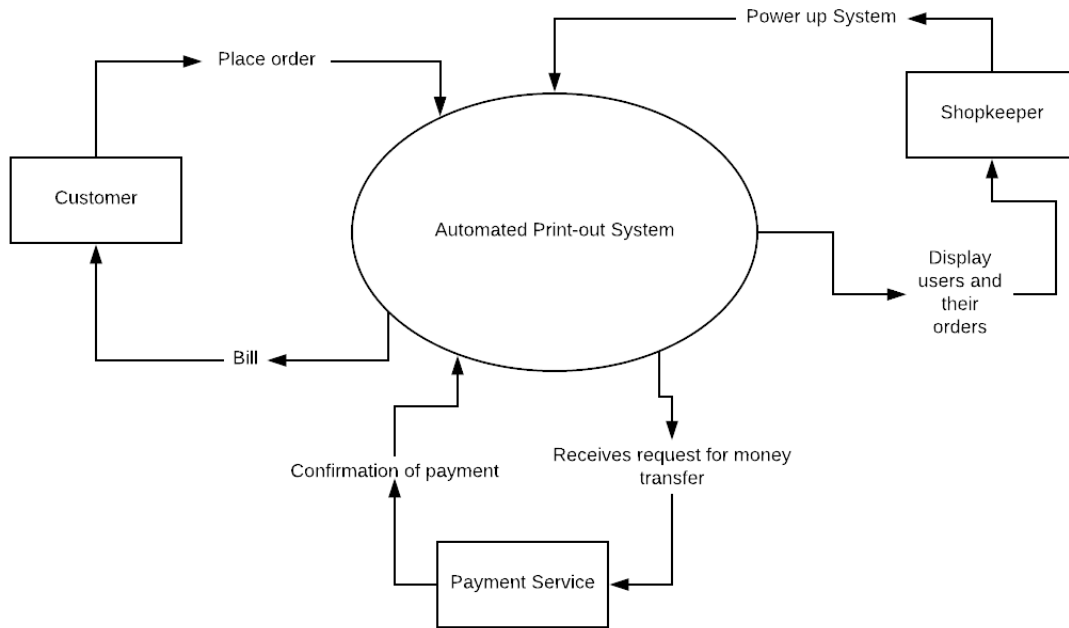 Power up System
Place order
Shopkeeper
Customer
Automated Print-out System
Display
users and
their
orders
Bill
Receives request for money
transfer
Confirmation of payment
Payment Service